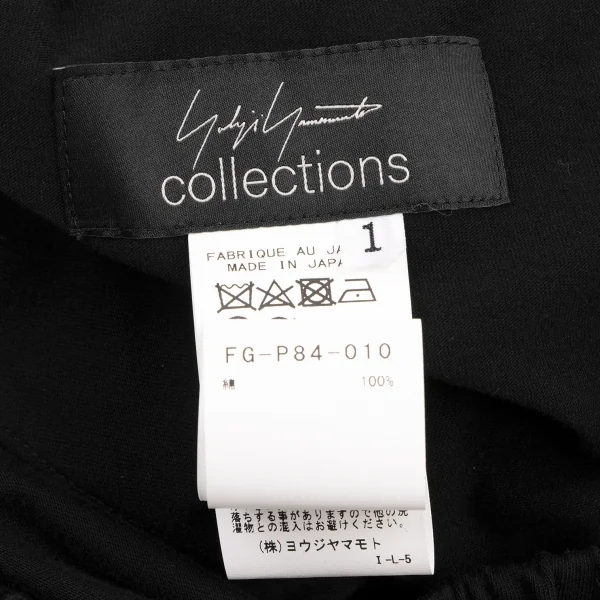 Yohji Yamamoto
collections
1
FABRIQUE AU JA
MADE IN JAPA
FG-P84-010
綿 100%
落ちする事がありますので他の洗
濯物との混入はお避けください。
(株)ヨウジヤマモト
I-L-5